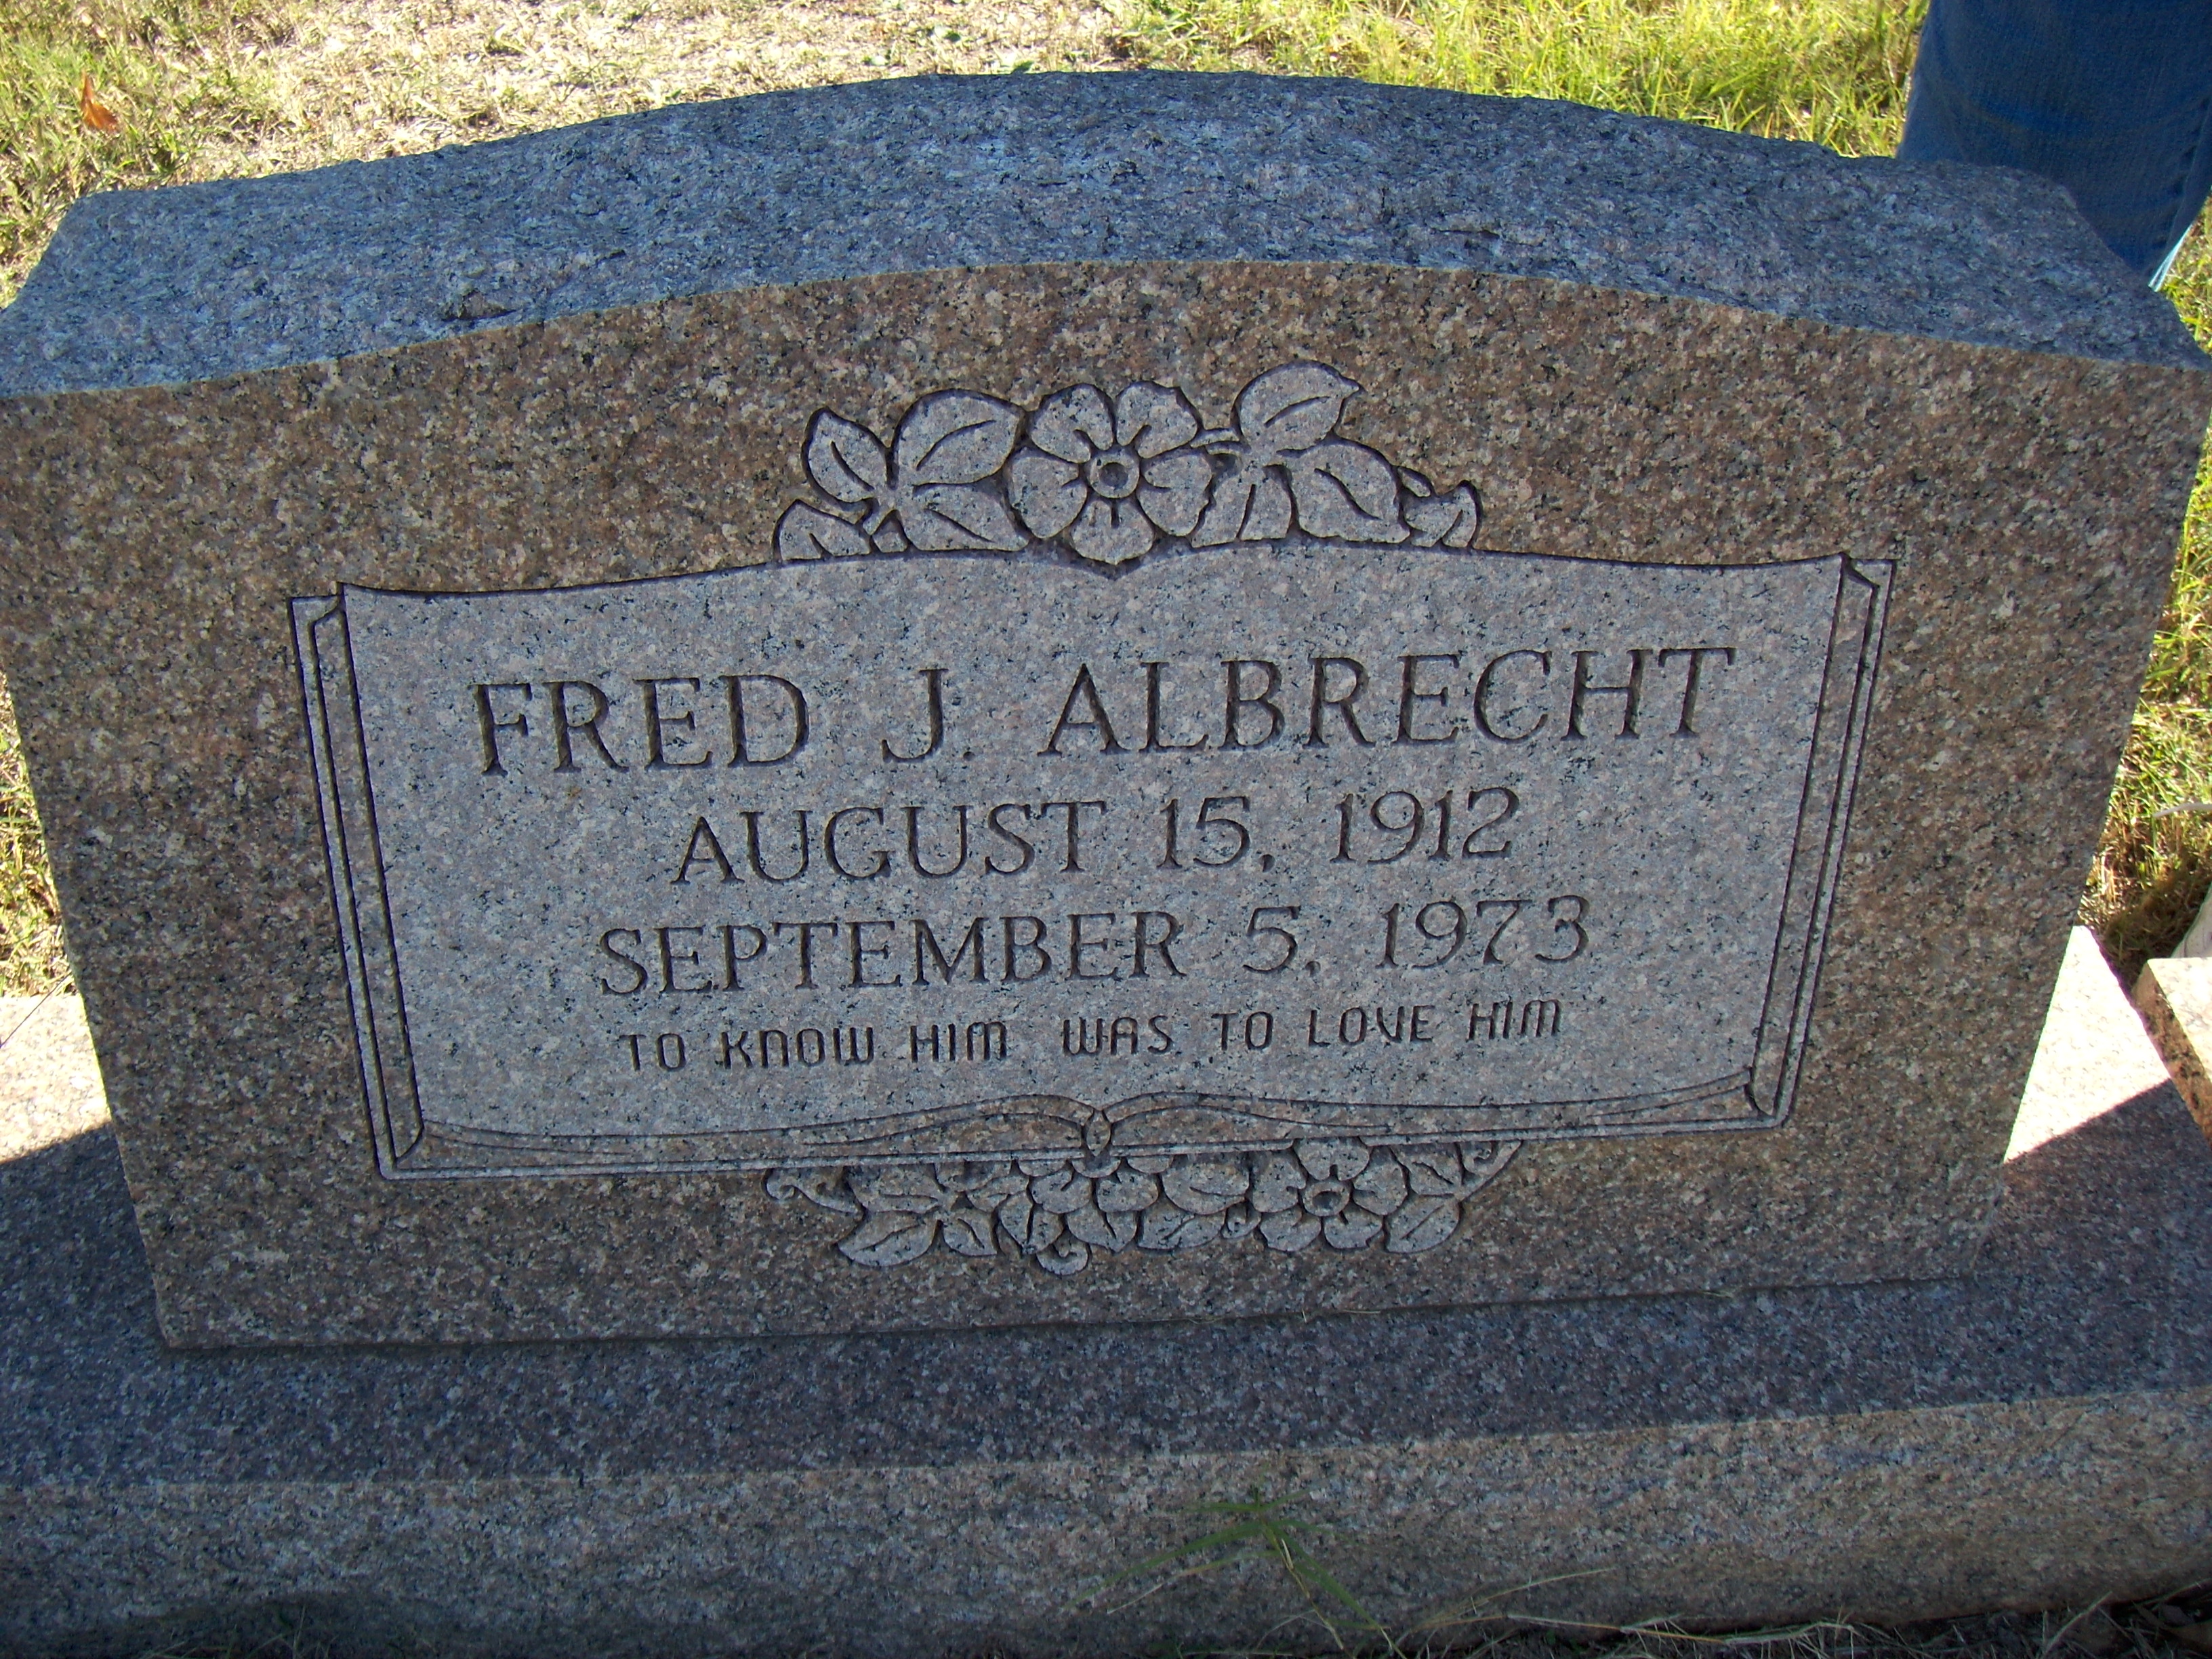 FRED J. ALBRECHT
AUGUST 15, 1912
SEPTEMBER 5, 1973
TO KNOW HIM WAS TO LOVE HIM